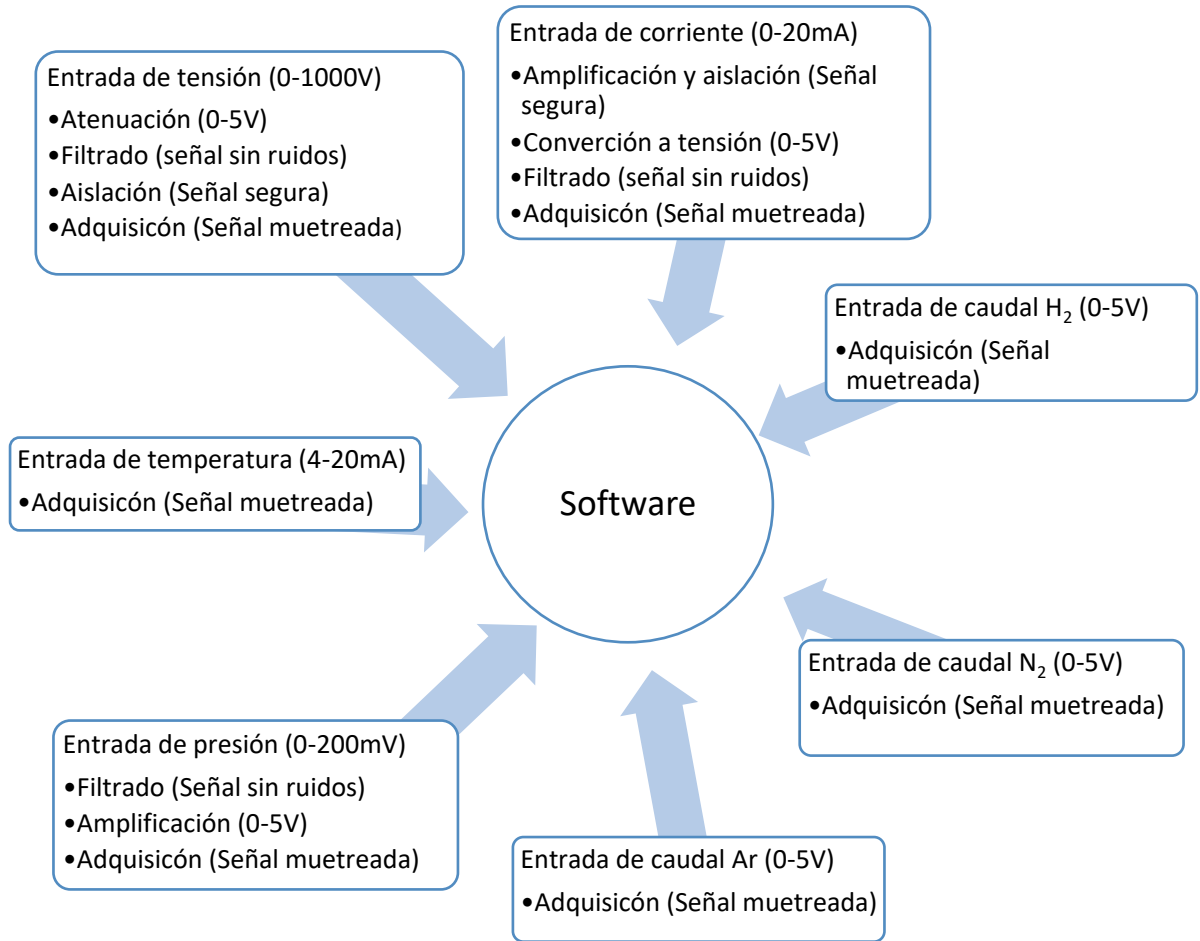 Entrada de tensión (0-1000V)
•Atenuación (0-5V)
•Filtrado (señal sin ruidos)
•Aislación (Señal segura)
•Adquisicón (Señal muetreada)
Entrada de corriente (0-20mA)
•Amplificación y aislación (Señal
segura)
•Converción a tensión (0-5V)
•Filtrado (señal sin ruidos)
•Adquisicón (Señal muetreada)
Entrada de caudal H₂ (0-5V)
•Adquisicón (Señal
muetreada)
Entrada de temperatura (4-20mA)
•Adquisicón (Señal muetreada)
Software
Entrada de caudal N₂ (0-5V)
•Adquisicón (Señal muetreada)
Entrada de presión (0-200mV)
•Filtrado (Señal sin ruidos)
•Amplificación (0-5V)
•Adquisicón (Señal muetreada)
Entrada de caudal Ar (0-5V)
•Adquisicón (Señal muetreada)